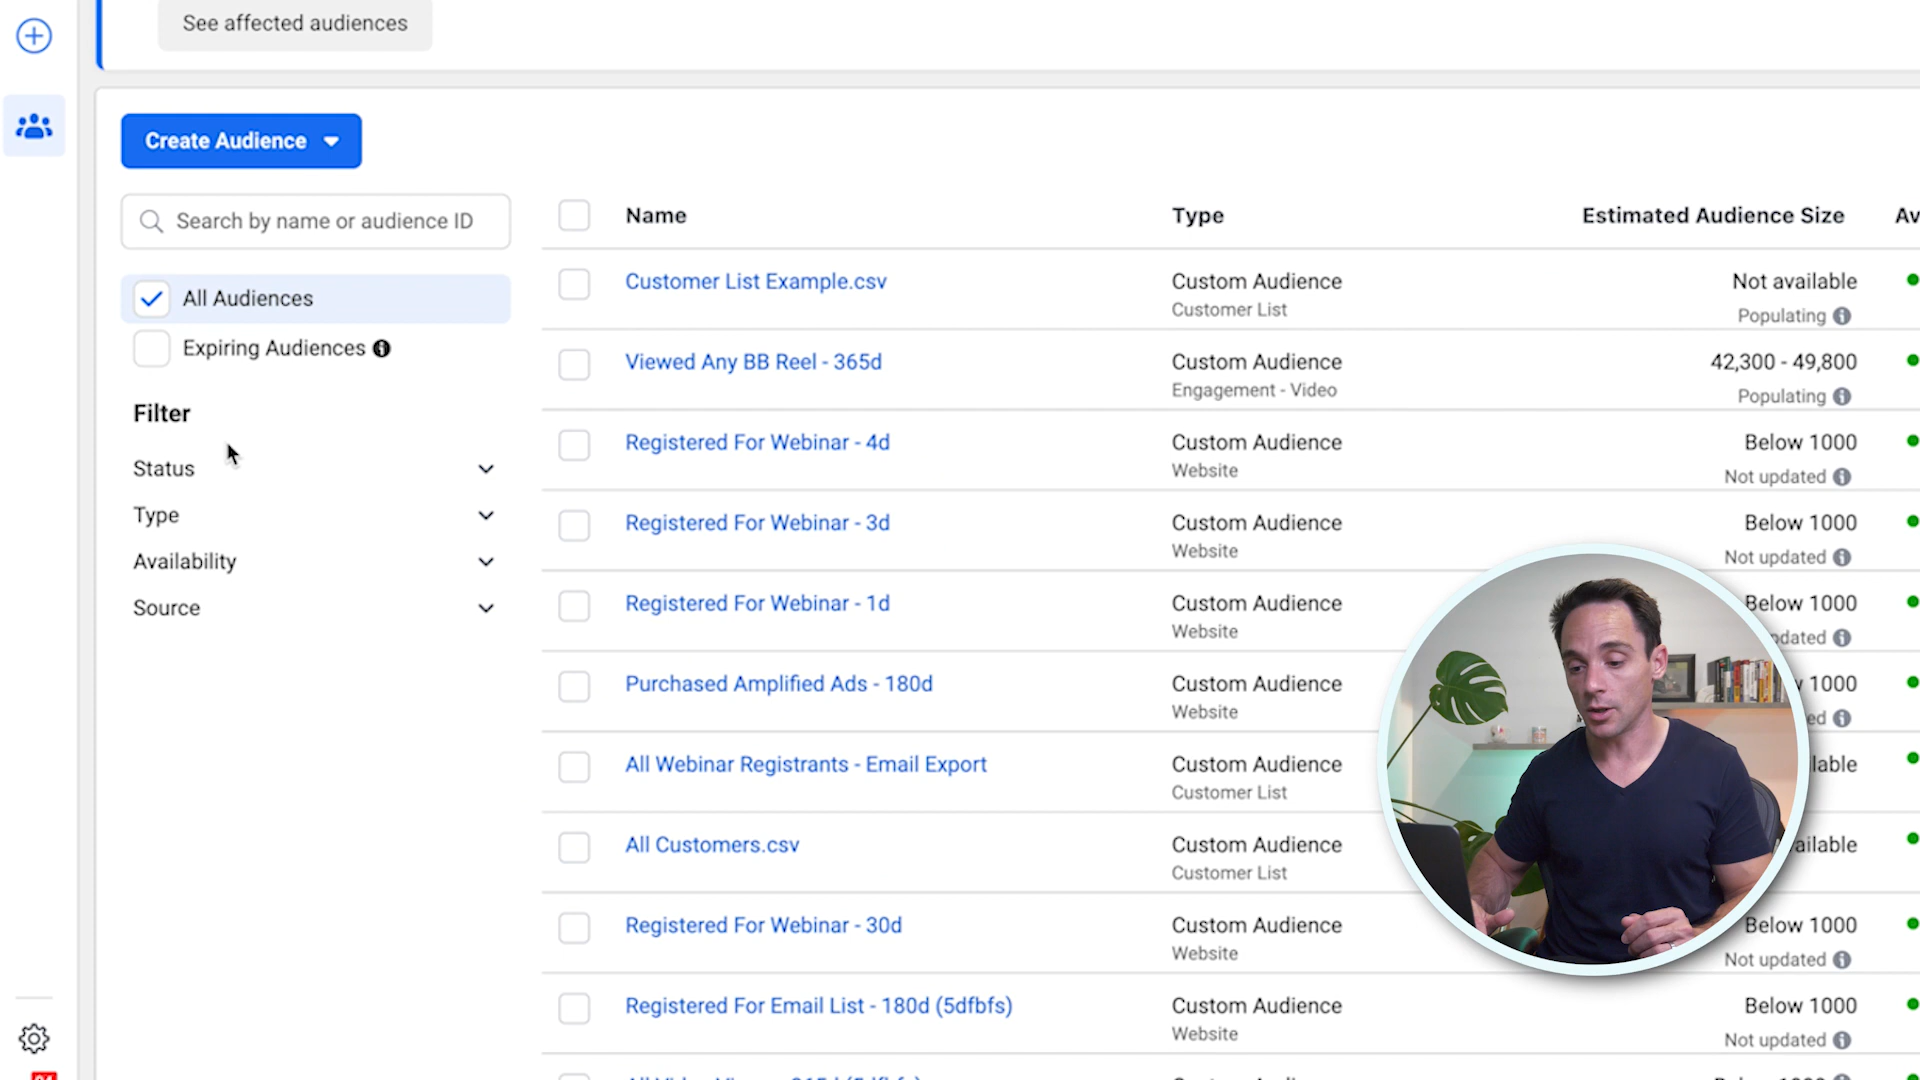 See affected audiences
Create Audience
Search by name or audience ID
All Audiences
Expiring Audiences
Filter
Status
Type
Availability
Source
Name Type Estimated Audience Size Av
Customer List Example.csv Custom Audience Not available
Customer List Populating
Viewed Any BB Reel - 365d Custom Audience 42,300 - 49,800
Engagement - Video Populating
Registered For Webinar - 4d Custom Audience Below 1000
Website Not updated
Registered For Webinar - 3d Custom Audience Below 1000
Website Not updated
Registered For Webinar - 1d Custom Audience Below 1000
Website pdated
Purchased Amplified Ads - 180d Custom Audience 1000
Website ed
All Webinar Registrants - Email Export Custom Audience ilable
Customer List
All Customers.csv Custom Audience ailable
Customer List
Registered For Webinar - 30d Custom Audience Below 1000
Website Not updated
Registered For Email List - 180d (5dfbfs) Custom Audience Below 1000
Website Not updated